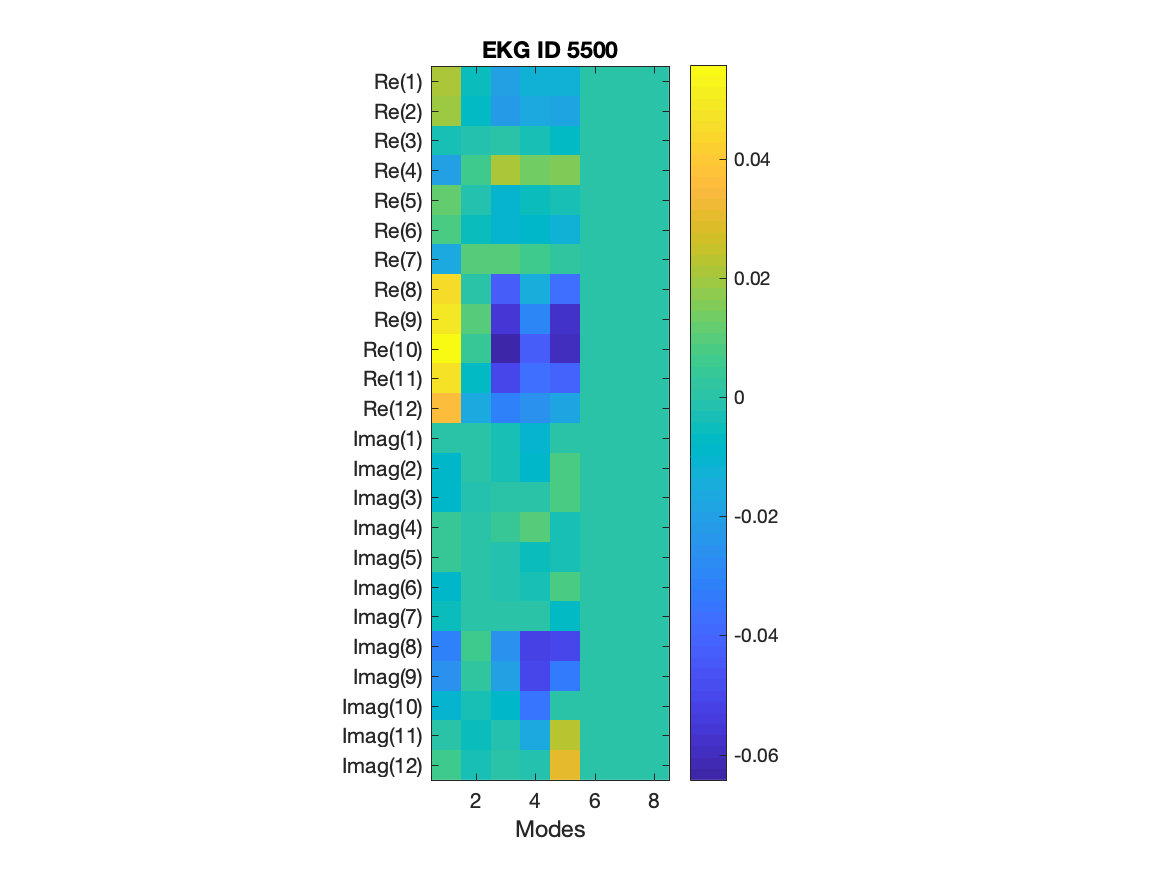 EKG ID 5500
Re(1)
Re(2)
Re(3)
Re(4)
Re(5)
Re(6)
Re(7)
Re(8)
Re(9)
Re(10)
Re(11)
Re(12)
Imag(1)
Imag(2)
Imag(3)
Imag(4)
Imag(5)
Imag(6)
Imag(7)
Imag(8)
Imag(9)
Imag(10)
Imag(11)
Imag(12)
2 4 6 8
Modes
0.04
0.02
0
-0.02
-0.04
-0.06